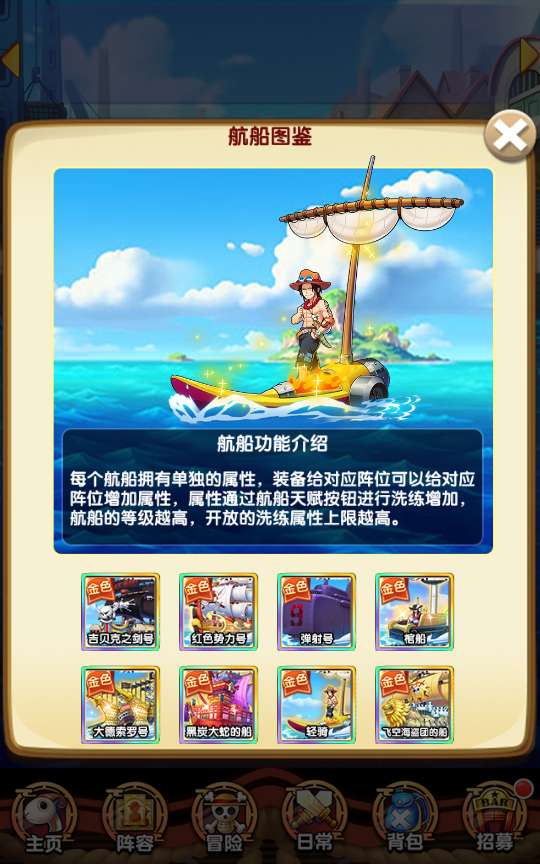 航船图鉴
航船功能介绍
每个航船拥有单独的属性，装备给对应阵位可以给对应
阵位增加属性，属性通过航船天赋按钮进行洗练增加，
航船的等级越高，开放的洗练属性上限越高。
金色 金色 金色 金色
吉贝克之剑号 红色势力号 弹射号 棺船
金色 金色 金色 金色
大德索罗号 黑炭大蛇的船 轻骑 飞空海盗团的船
BAR
主页 阵容 冒险 日常 背包 招募